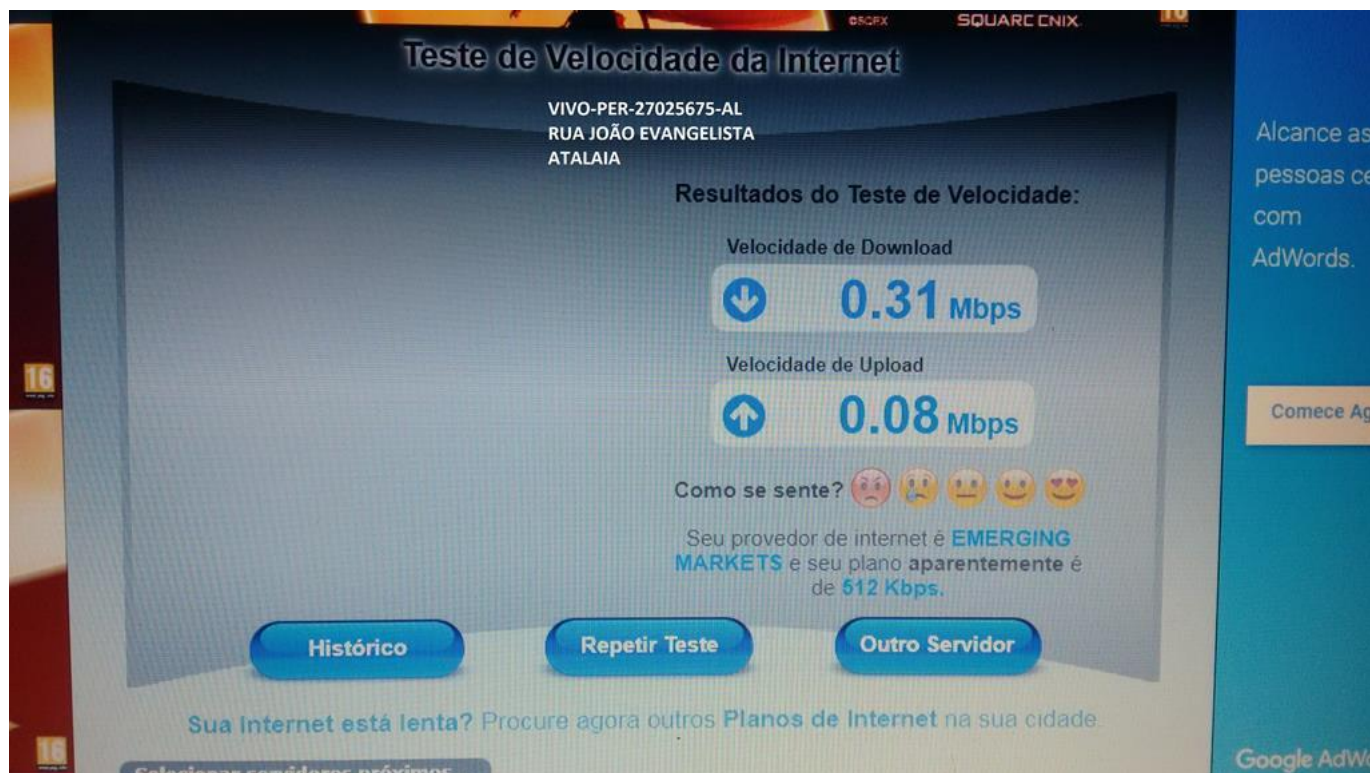 SQUARE ENIX
16
Teste de Velocidade da Internet
VIVO-PER-27025675-AL
RUA JOÃO EVANGELISTA
ATALAIA
Resultados do Teste de Velocidade:
Velocidade de Download
0.31 Mbps
Velocidade de Upload
0.08 Mbps
Como se sente?
Seu provedor de internet é EMERGING
MARKETS e seu plano aparentemente é
de 512 Kbps.
Histórico
Repetir Teste
Outro Servidor
Sua Internet está lenta? Procure agora outros Planos de Internet na sua cidade.
Selecionar servidores próximos
16
16
Alcance as
pessoas ce
com
AdWords.
Comece Ag
Google AdWo